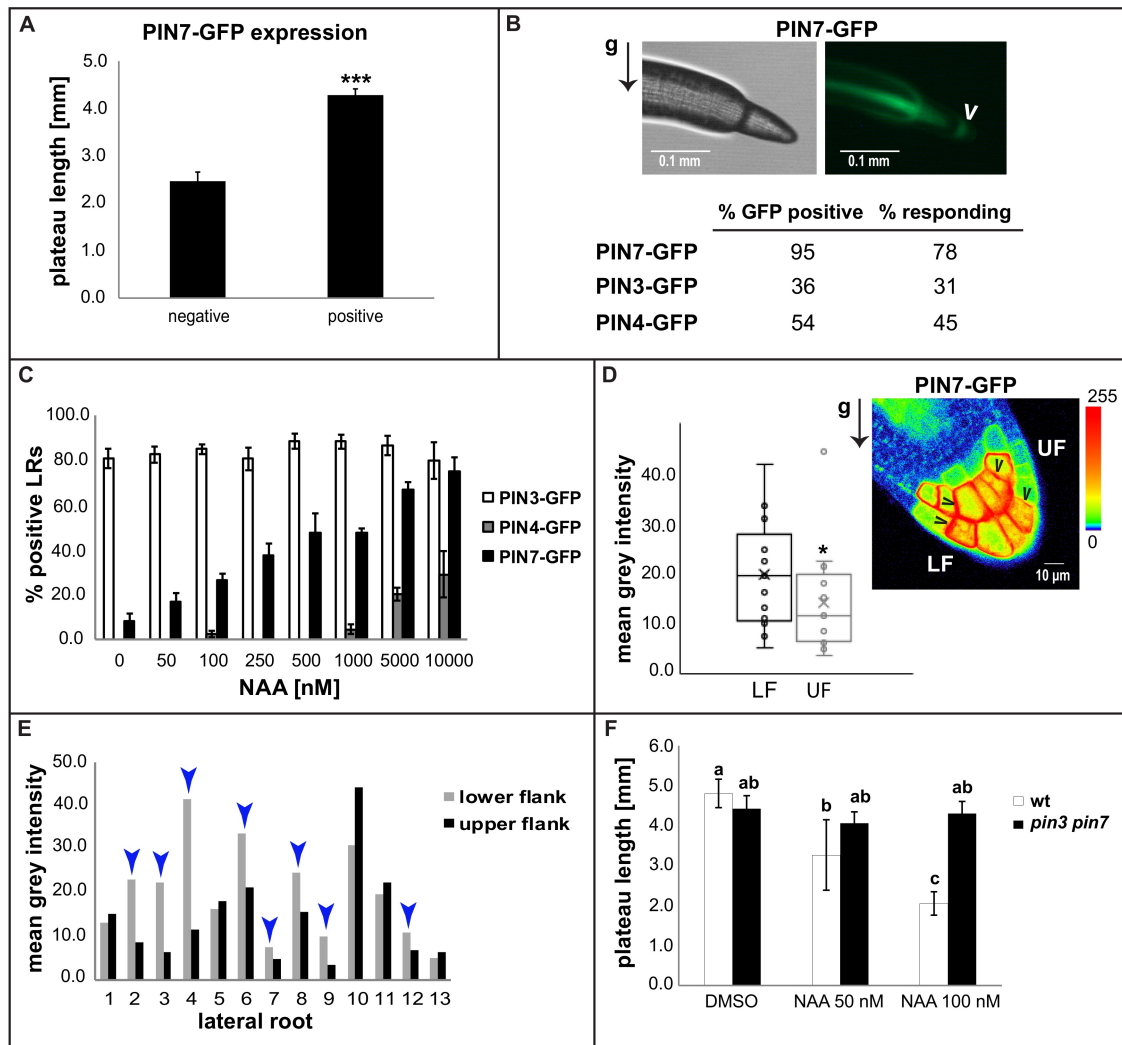 A
PIN7-GFP expression
plateau length [mm]
5.0
4.0
3.0
2.0
1.0
0.0
***
negative
positive
B
PIN7-GFP
g
0.1 mm
0.1 mm
V
% GFP positive % responding
PIN7-GFP 95 78
PIN3-GFP 36 31
PIN4-GFP 54 45
C
% positive LRs
100.0
80.0
60.0
40.0
20.0
0.0
0 50 100 250 500 1000 5000 10000
NAA [nM]
PIN3-GFP
PIN4-GFP
PIN7-GFP
D
mean grey intensity
40.0
30.0
20.0
10.0
0.0
*
LF UF
PIN7-GFP
g
UF
V
V
V
V
LF
10 µm
255
0
E
mean grey intensity
50.0
40.0
30.0
20.0
10.0
0.0
1 2 3 4 5 6 7 8 9 10 11 12 13
lateral root
lower flank
upper flank
F
plateau length [mm]
6.0
5.0
4.0
3.0
2.0
1.0
0.0
a
ab
b
ab
c
ab
DMSO NAA 50 nM NAA 100 nM
wt
pin3 pin7